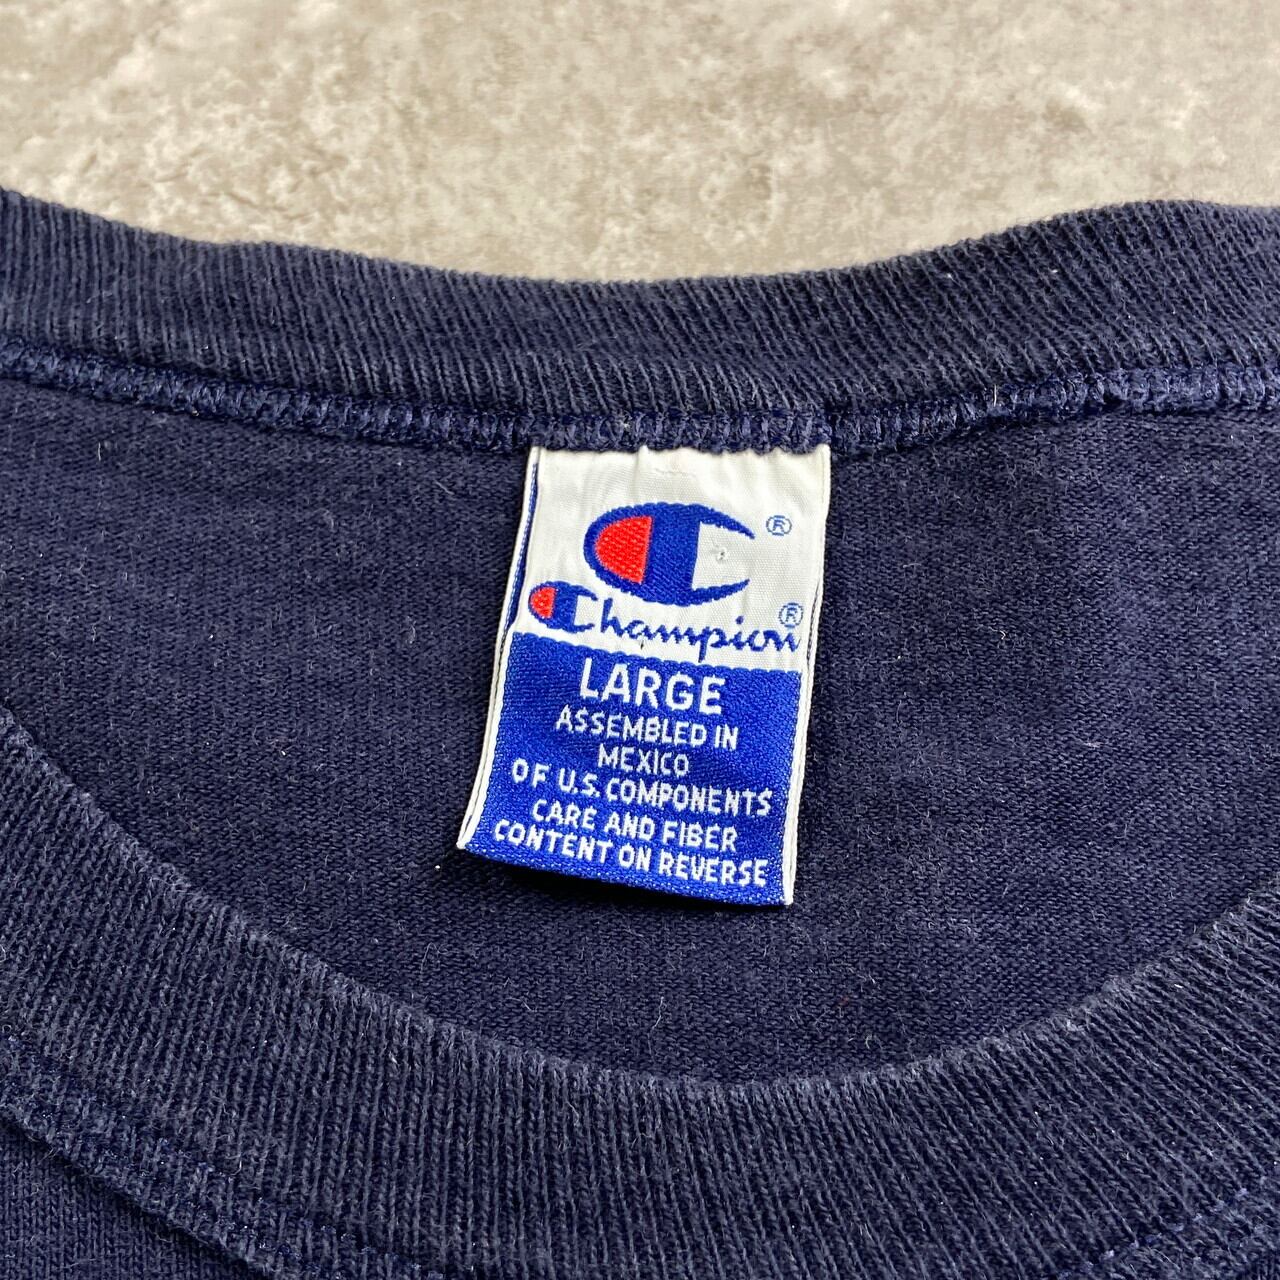 ®
Champion®
LARGE
ASSEMBLED IN
MEXICO
OF U.S. COMPONENTS
CARE AND FIBER
CONTENT ON REVERSE